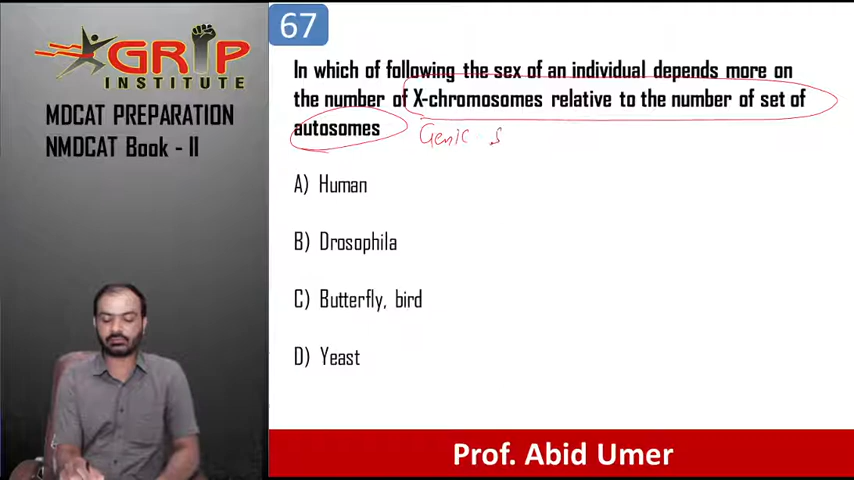 GRIP
INSTITUTE
MDCAT PREPARATION
NMDCAT Book - II
67
In which of following the sex of an individual depends more on
the number of X-chromosomes relative to the number of set of
autosomes
Genic s
A) Human
B) Drosophila
C) Butterfly, bird
D) Yeast
Prof. Abid Umer